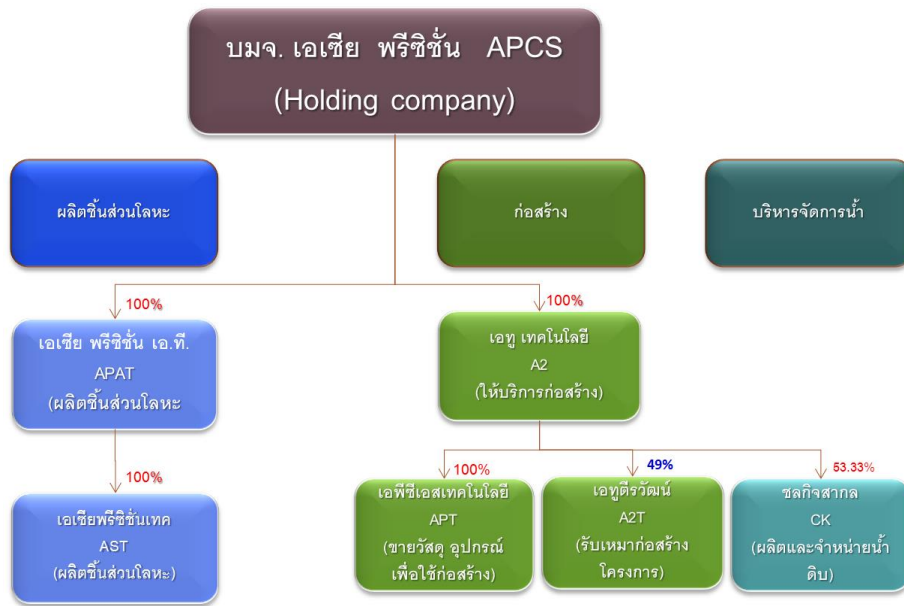 บมจ. เอเซีย พรีซิชั่น APCS
(Holding company)
ผลิตชิ้นส่วนโลหะ
ก่อสร้าง
บริหารจัดการน้ำ
100%
100%
เอเซีย พรีซิชั่น เอ.ที.
APAT
(ผลิตชิ้นส่วนโลหะ
เอทู เทคโนโลยี
A2
(ให้บริการก่อสร้าง)
100%
100%
49%
53.33%
เอเซียพรีซิชั่นเทค
AST
(ผลิตชิ้นส่วนโลหะ)
เอพีซีเอสเทคโนโลยี
APT
(ขายวัสดุ อุปกรณ์
เพื่อใช้ก่อสร้าง)
เอทูตีรวัฒน์
A2T
(รับเหมาก่อสร้าง
โครงการ)
ชลกิจสากล
CK
(ผลิตและจำหน่ายน้ำ
ดิบ)